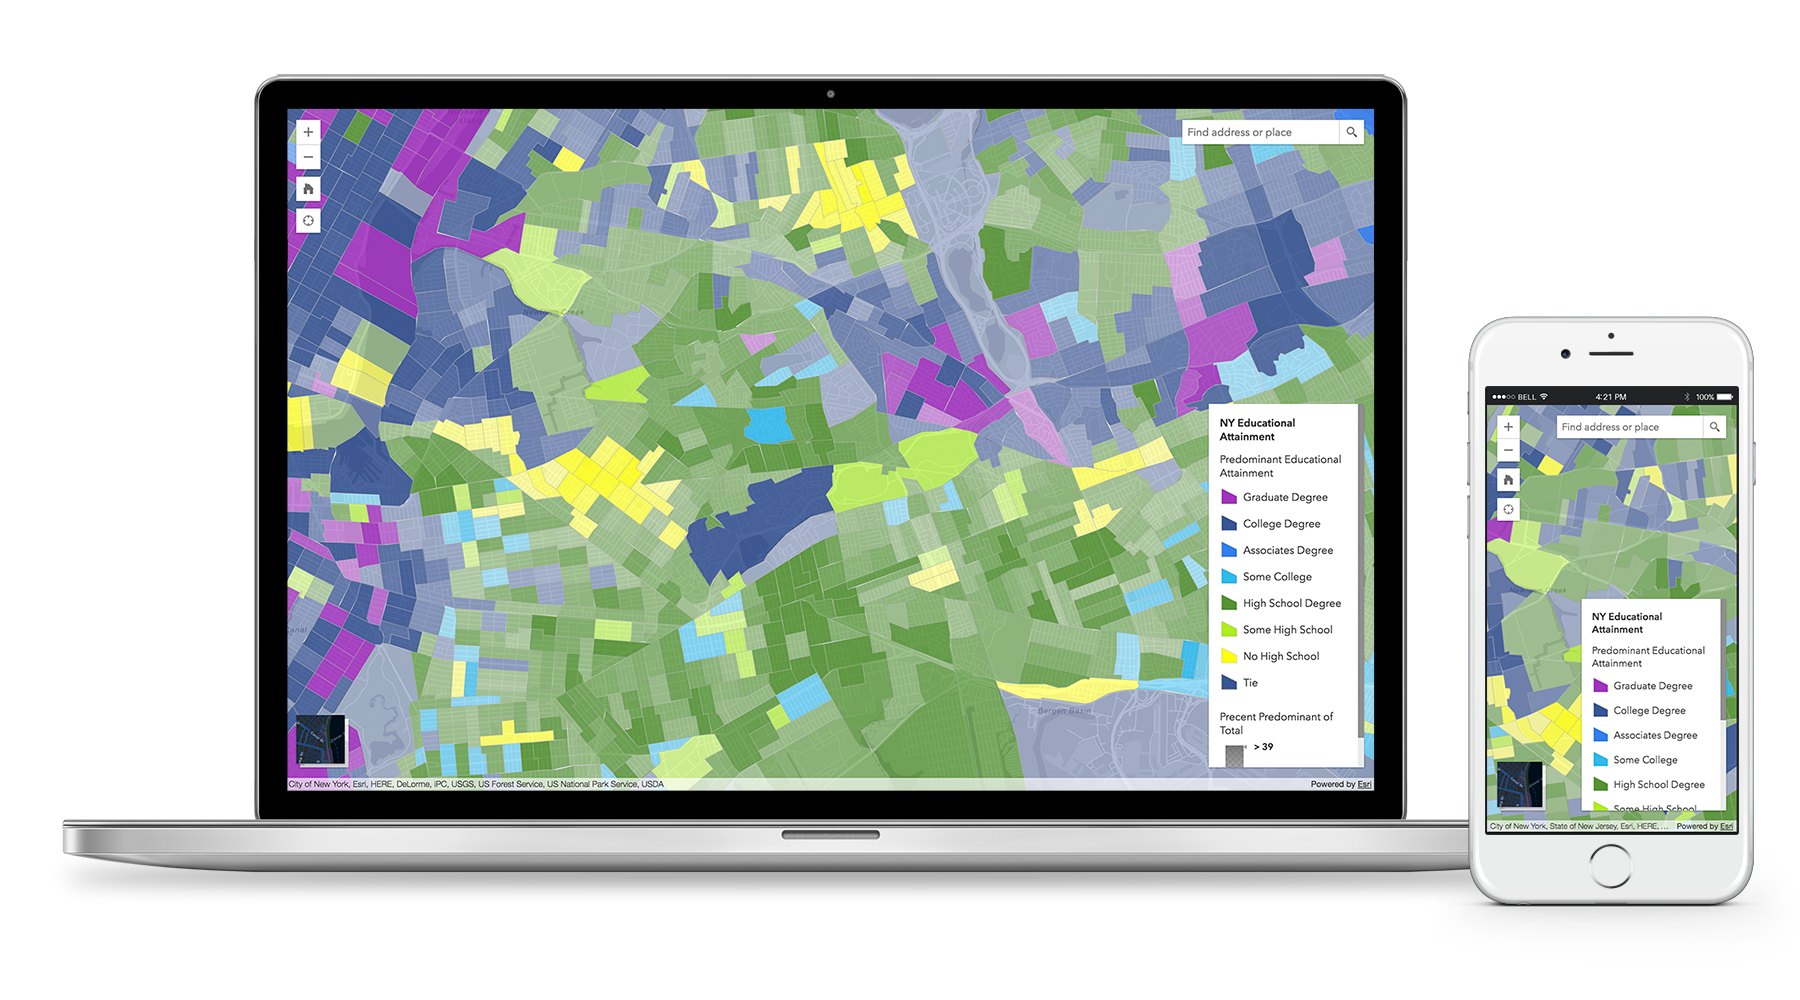 +
Find address or place
−
Newtown Creek
NY Educational
Attainment
Predominant Educational
Attainment
Graduate Degree
College Degree
Associates Degree
Some College
High School Degree
Some High School
No High School
Tie
Precent Predominant of
Total
> 39
Canal
Bergen Basin
City of New York, Esri, HERE, DeLorme, iPC, USGS, US Forest Service, US National Park Service, USDA
Powered by Esri
BELL 4:21 PM 100%
+
Find address or place
−
NY Educational
Attainment
Predominant Educational
Attainment
Graduate Degree
College Degree
Associates Degree
Some College
High School Degree
Some High School
City of New York, State of New Jersey, Esri, HERE, ...
Powered by Esri